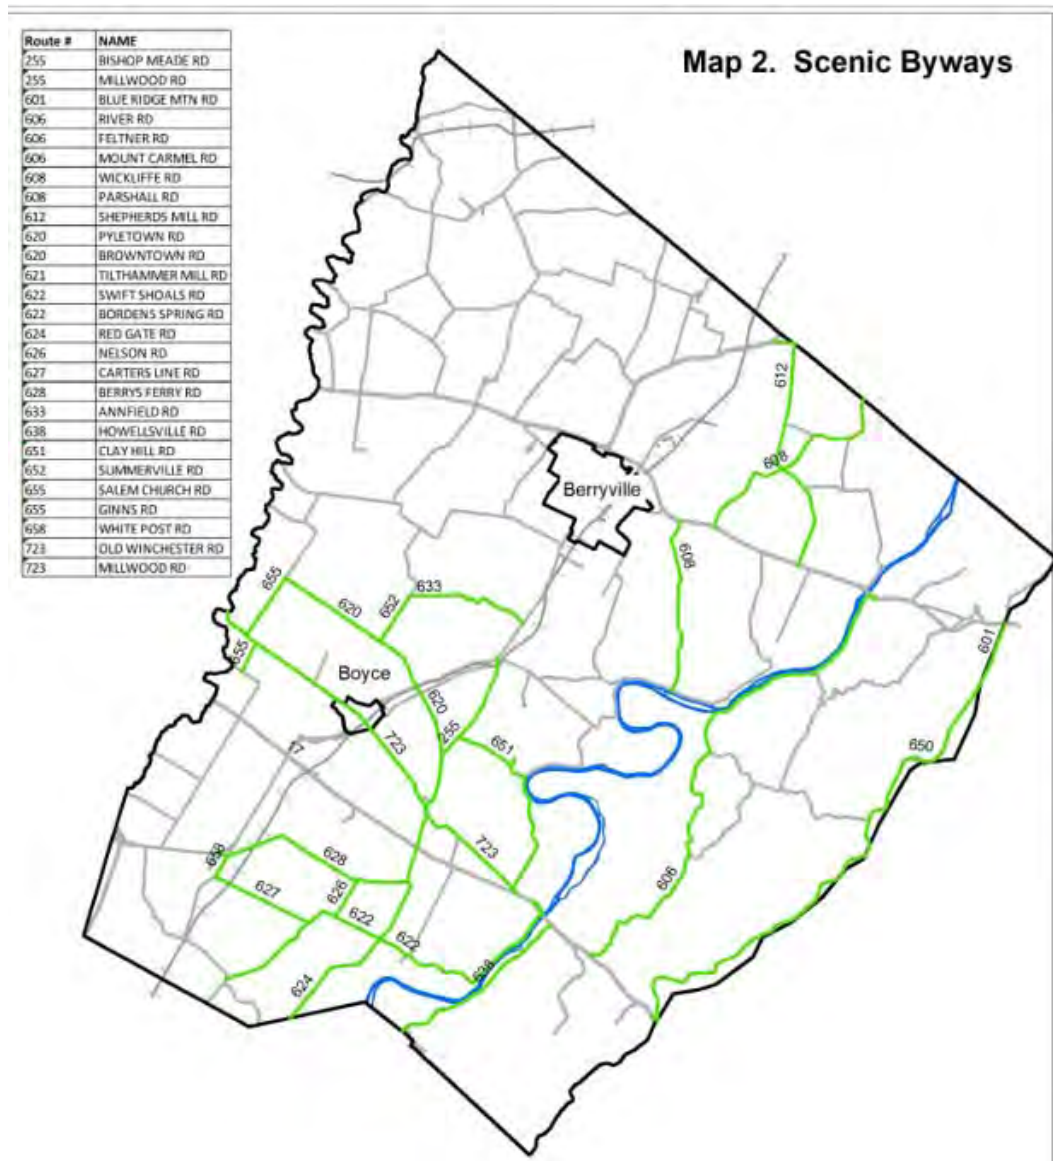 Map 2. Scenic Byways
Route # NAME
255 BISHOP MEADE RD
255 MILLWOOD RD
601 BLUE RIDGE MTN RD
606 RIVER RD
606 FELTNER RD
606 MOUNT CARMEL RD
608 WICKLIFFE RD
608 PARSHALL RD
612 SHEPHERDS MILL RD
620 PYLETOWN RD
620 BROWNTOWN RD
621 TILTHAMMER MILL RD
622 SWIFT SHOALS RD
622 BORDENS SPRING RD
624 RED GATE RD
626 NELSON RD
627 CARTERS LINE RD
628 BERRYS FERRY RD
633 ANNFIELD RD
638 HOWELLSVILLE RD
651 CLAY HILL RD
652 SUMMERVILLE RD
655 SALEM CHURCH RD
655 GINNS RD
658 WHITE POST RD
723 OLD WINCHESTER RD
723 MILLWOOD RD
612
608
Berryville
608
655
620
652
633
655
Boyce
601
620
255
723
651
650
17
658
628
723
606
627
626
622
622
638
624